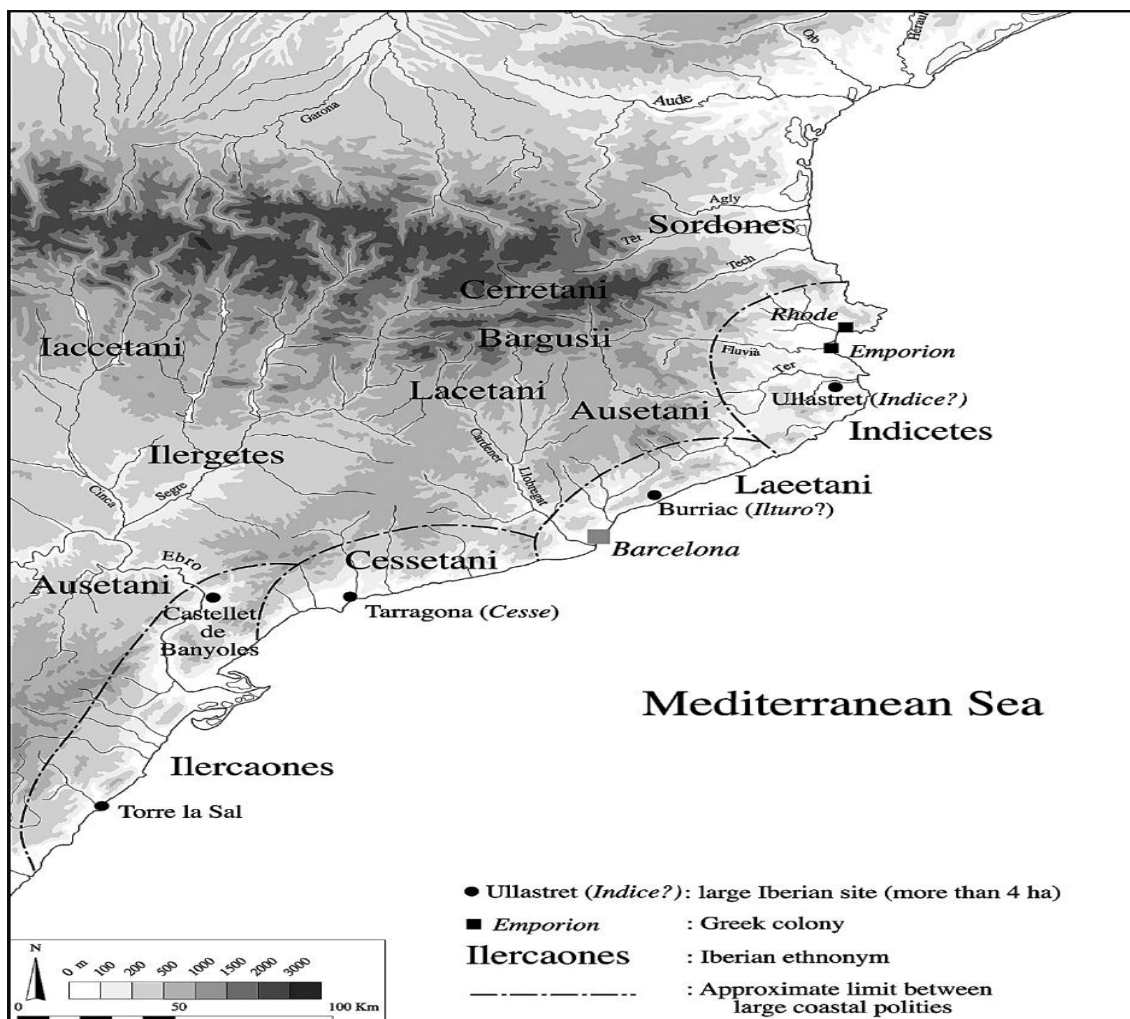 Orb
Hérault
Aude
Garona
Agly
Sordones
Têt
Tech
Cerretani
Rhode
Bargusii
Iaccetani
Fluvià
Emporion
Ter
Lacetani
Ullastret (Indice?)
Ausetani
Indicetes
Cardener
Ilergetes
Llobregat
Cinca
Segre
Laeetani
Burriac (Ilturo?)
Barcelona
Ebro
Cessetani
Ausetani
Castellet
de
Banyoles
Tarragona (Cesse)
Mediterranean Sea
Ilercaones
Torre la Sal
Ullastret (Indice?) : large Iberian site (more than 4 ha)
Emporion : Greek colony
Ilercaones : Iberian ethnonym
: Approximate limit between
large coastal polities
N
0 m 100 200 500 1000 1500 2000 3000
0 50 100 Km